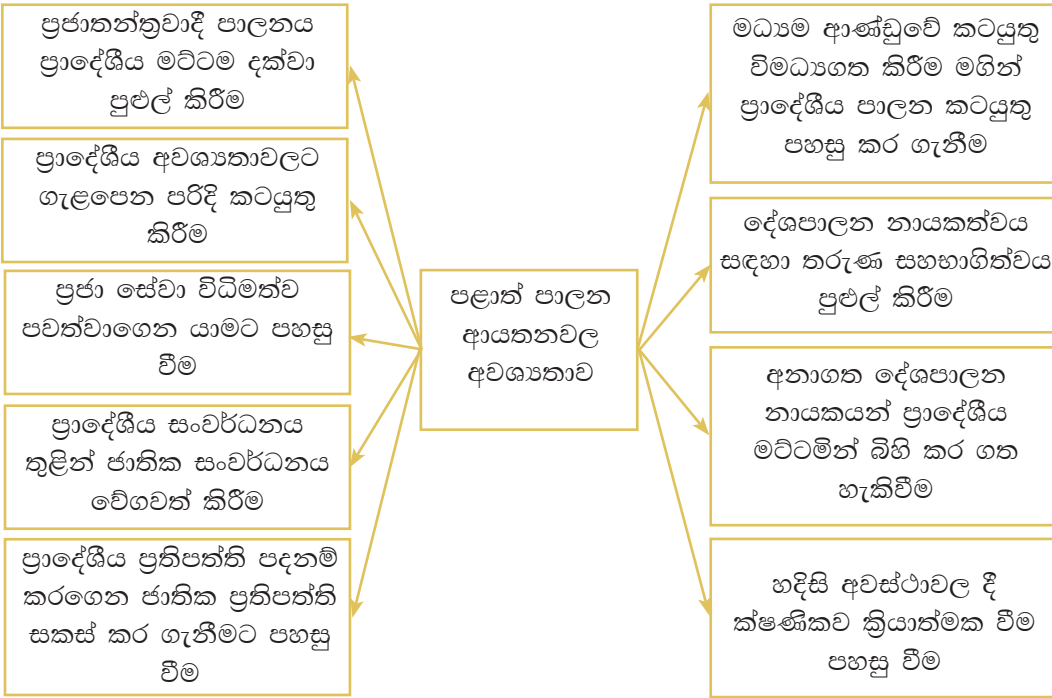 ප්‍රජාතන්ත්‍රවාදී පාලනය
ප්‍රාදේශීය මට්ටම දක්වා
පුළුල් කිරීම
ප්‍රාදේශීය අවශ්‍යතාවලට
ගැළපෙන පරිදි කටයුතු
කිරීම
ප්‍රජා සේවා විධිමත්ව
පවත්වාගෙන යාමට පහසු
වීම
ප්‍රාදේශීය සංවර්ධනය
තුළින් ජාතික සංවර්ධනය
වේගවත් කිරීම
ප්‍රාදේශීය ප්‍රතිපත්ති පදනම්
කරගෙන ජාතික ප්‍රතිපත්ති
සකස් කර ගැනීමට පහසු
වීම
පළාත් පාලන
ආයතනවල
අවශ්‍යතාව
මධ්‍යම ආණ්ඩුවේ කටයුතු
විමධ්‍යගත කිරීම මගින්
ප්‍රාදේශීය පාලන කටයුතු
පහසු කර ගැනීම
දේශපාලන නායකත්වය
සඳහා තරුණ සහභාගිත්වය
පුළුල් කිරීම
අනාගත දේශපාලන
නායකයන් ප්‍රාදේශීය
මට්ටමින් බිහි කර ගත
හැකිවීම
හදිසි අවස්ථාවල දී
ක්ෂණිකව ක්‍රියාත්මක වීම
පහසු වීම